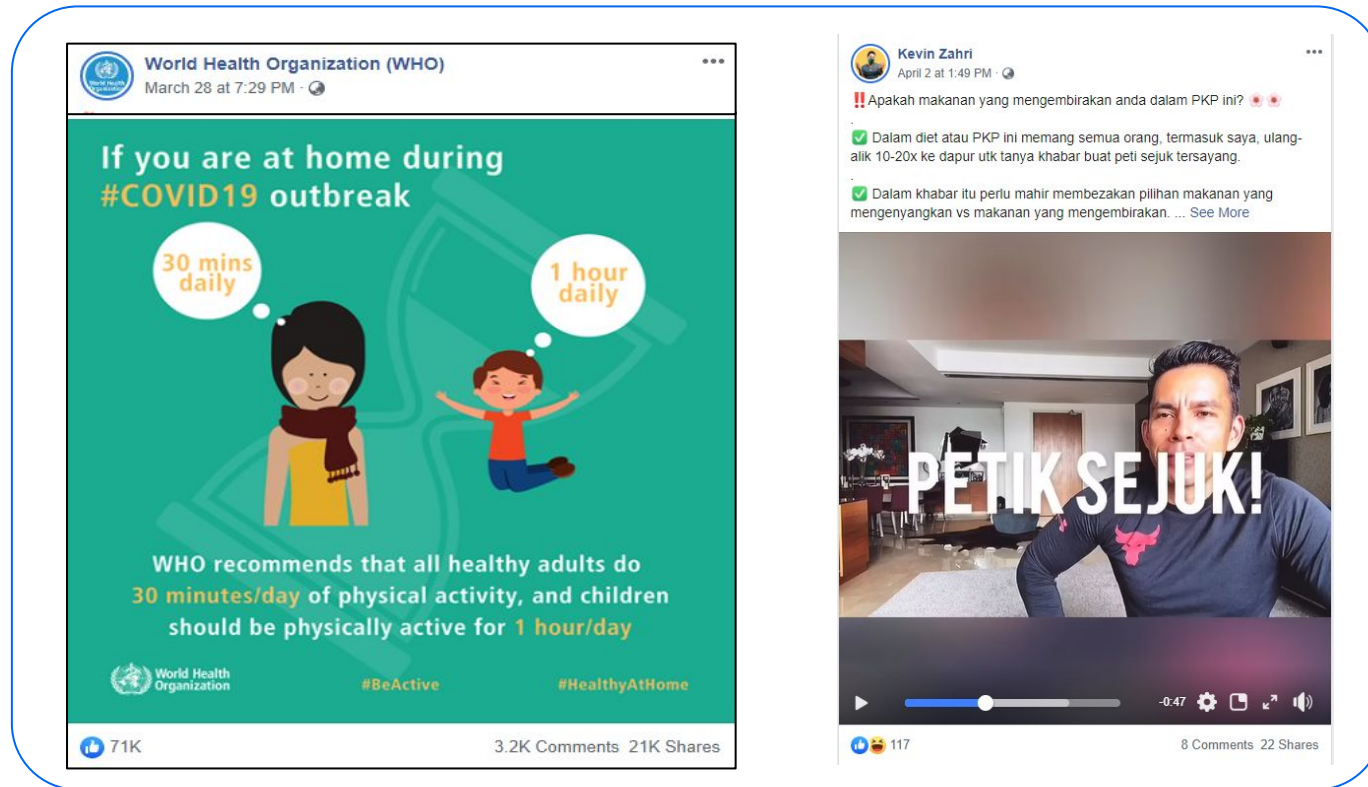 World Health Organization (WHO)
March 28 at 7:29 PM ·
If you are at home during
#COVID19 outbreak
30 mins
daily
1 hour
daily
WHO recommends that all healthy adults do
30 minutes/day of physical activity, and children
should be physically active for 1 hour/day
World Health
Organization
#BeActive
#HealthyAtHome
71K
3.2K Comments 21K Shares
Kevin Zahri
April 2 at 1:49 PM ·
‼️Apakah makanan yang mengembirakan anda dalam PKP ini? 🌸 🌸
.
✅ Dalam diet atau PKP ini memang semua orang, termasuk saya, ulang-
alik 10-20x ke dapur utk tanya khabar buat peti sejuk tersayang.
.
✅ Dalam khabar itu perlu mahir membezakan pilihan makanan yang
mengenyangkan vs makanan yang mengembirakan. ... See More
PETIK SEJUK!
-0:47
117
8 Comments 22 Shares